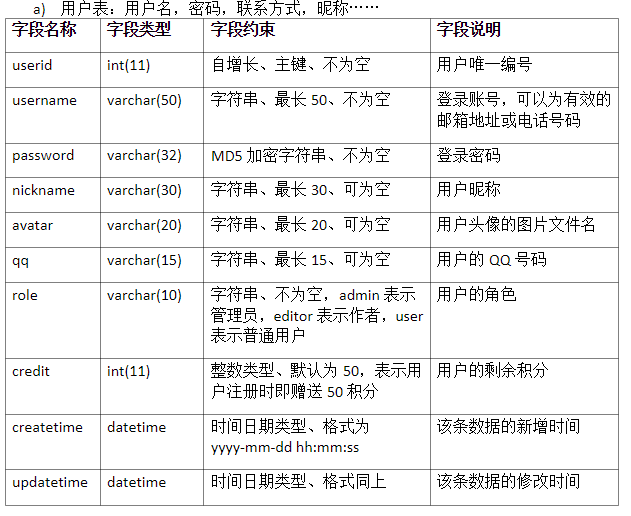 a) 用户表：用户名，密码，联系方式，昵称……
字段名称 字段类型 字段约束 字段说明
userid int(11) 自增长、主键、不为空 用户唯一编号
username varchar(50) 字符串、最长 50、不为空 登录账号，可以为有效的
邮箱地址或电话号码
password varchar(32) MD5 加密字符串、不为空 登录密码
nickname varchar(30) 字符串、最长 30、可为空 用户昵称
avatar varchar(20) 字符串、最长 20、可为空 用户头像的图片文件名
qq varchar(15) 字符串、最长 15、可为空 用户的 QQ 号码
role varchar(10) 字符串、不为空，admin 表示 用户的角色
管理员，editor 表示作者，user
表示普通用户
credit int(11) 整数类型、默认为 50，表示用 用户的剩余积分
户注册时即赠送 50 积分
createtime datetime 时间日期类型、格式为 该条数据的新增时间
yyyy-mm-dd hh:mm:ss
updatetime datetime 时间日期类型、格式同上 该条数据的修改时间